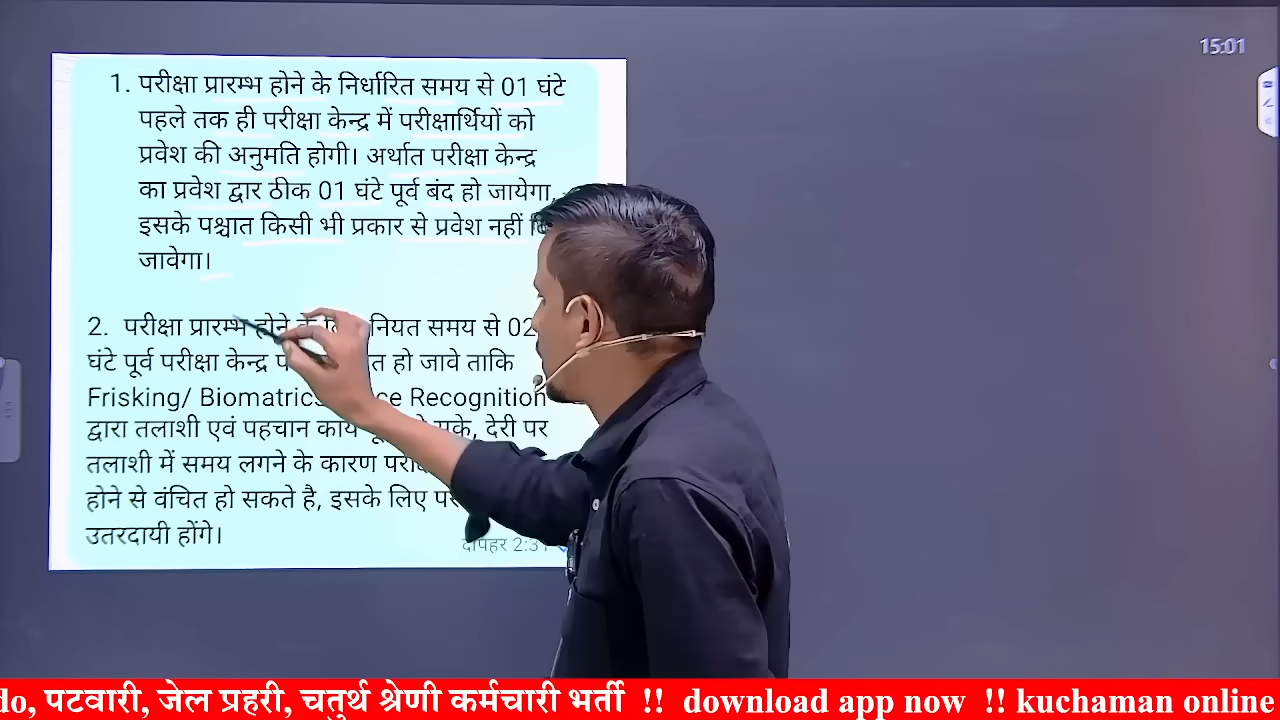 15:01
1. परीक्षा प्रारम्भ होने के निर्धारित समय से 01 घंटे
पहले तक ही परीक्षा केन्द्र में परीक्षार्थियों को
प्रवेश की अनुमति होगी। अर्थात परीक्षा केन्द्र
का प्रवेश द्वार ठीक 01 घंटे पूर्व बंद हो जायेगा,
इसके पश्चात किसी भी प्रकार से प्रवेश नहीं
जावेगा।
2. परीक्षा प्रारम्भ होने के नियत समय से 02
घंटे पूर्व परीक्षा केन्द्र हो जावे ताकि
Frisking/ Biomatrics Recognition
द्वारा तलाशी एवं पहचान कार्य सके, देरी पर
तलाशी में समय लगने के कारण
होने से वंचित हो सकते है, इसके लिए
उतरदायी होंगे।
दोपहर
do, पटवारी, जेल प्रहरी, चतुर्थ श्रेणी कर्मचारी भर्ती !! download app now !! kuchaman online